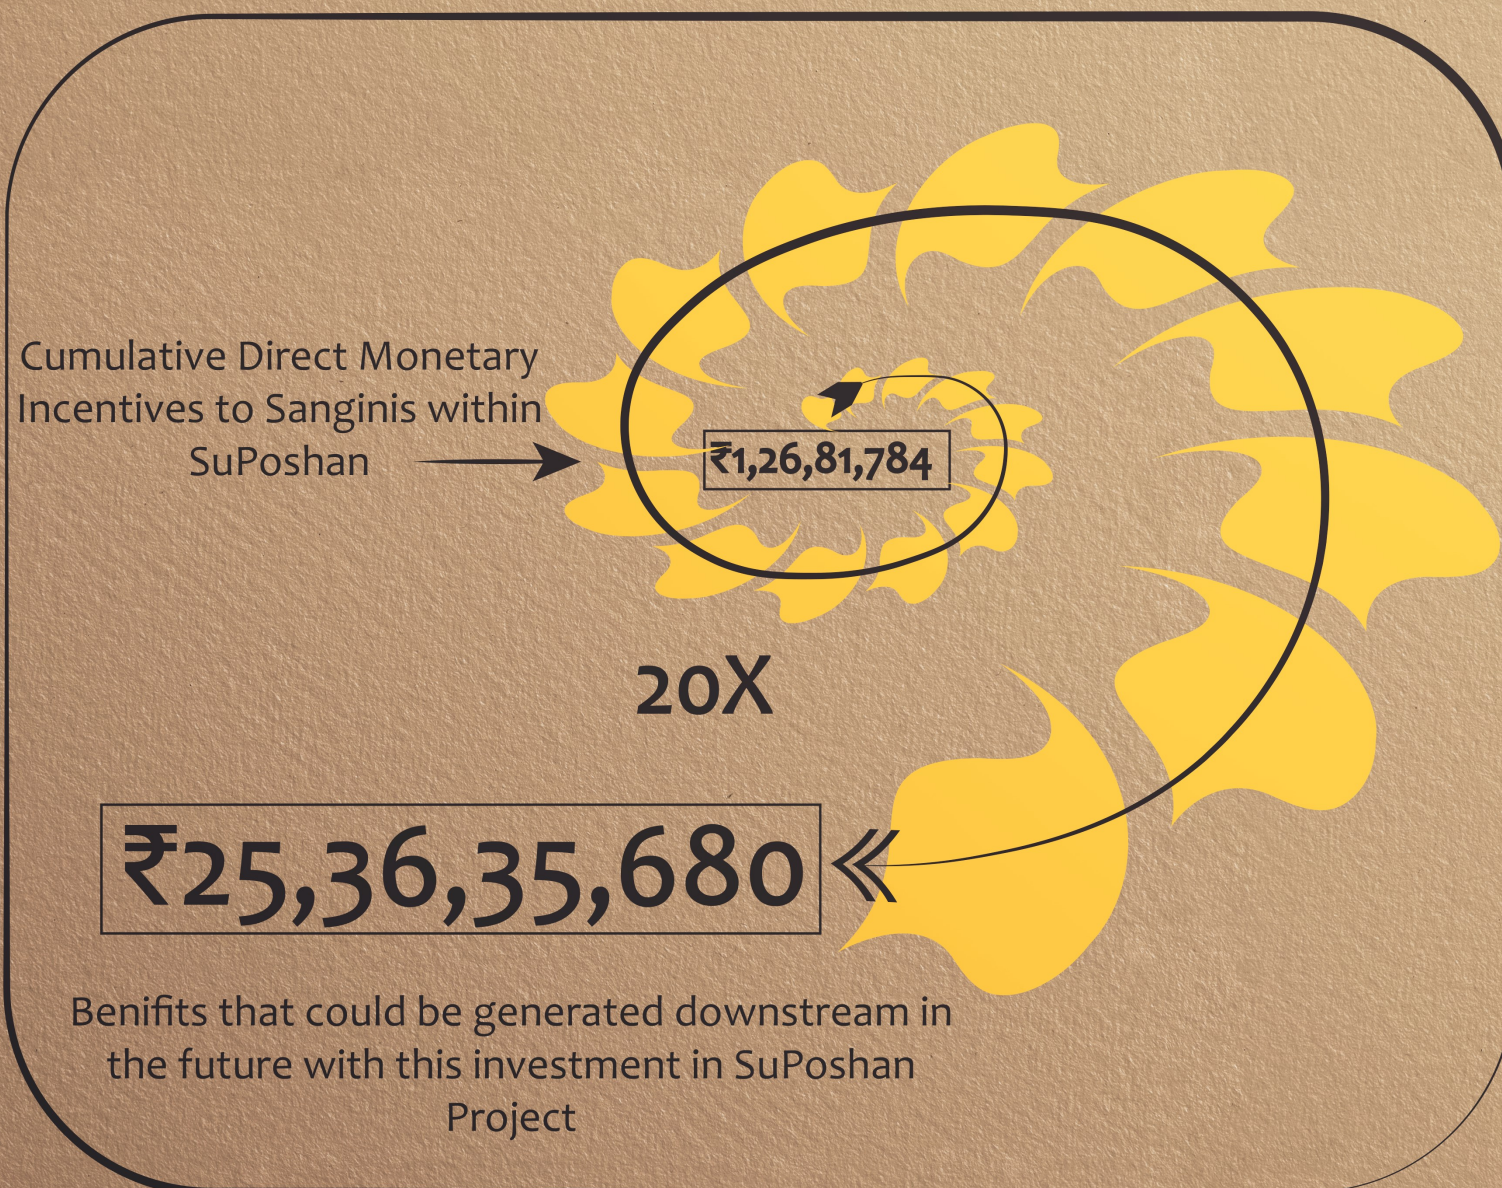 Cumulative Direct Monetary
Incentives to Sanginis within
SuPoshan
₹1,26,81,784
20X
₹25,36,35,680
Benifits that could be generated downstream in
the future with this investment in SuPoshan
Project